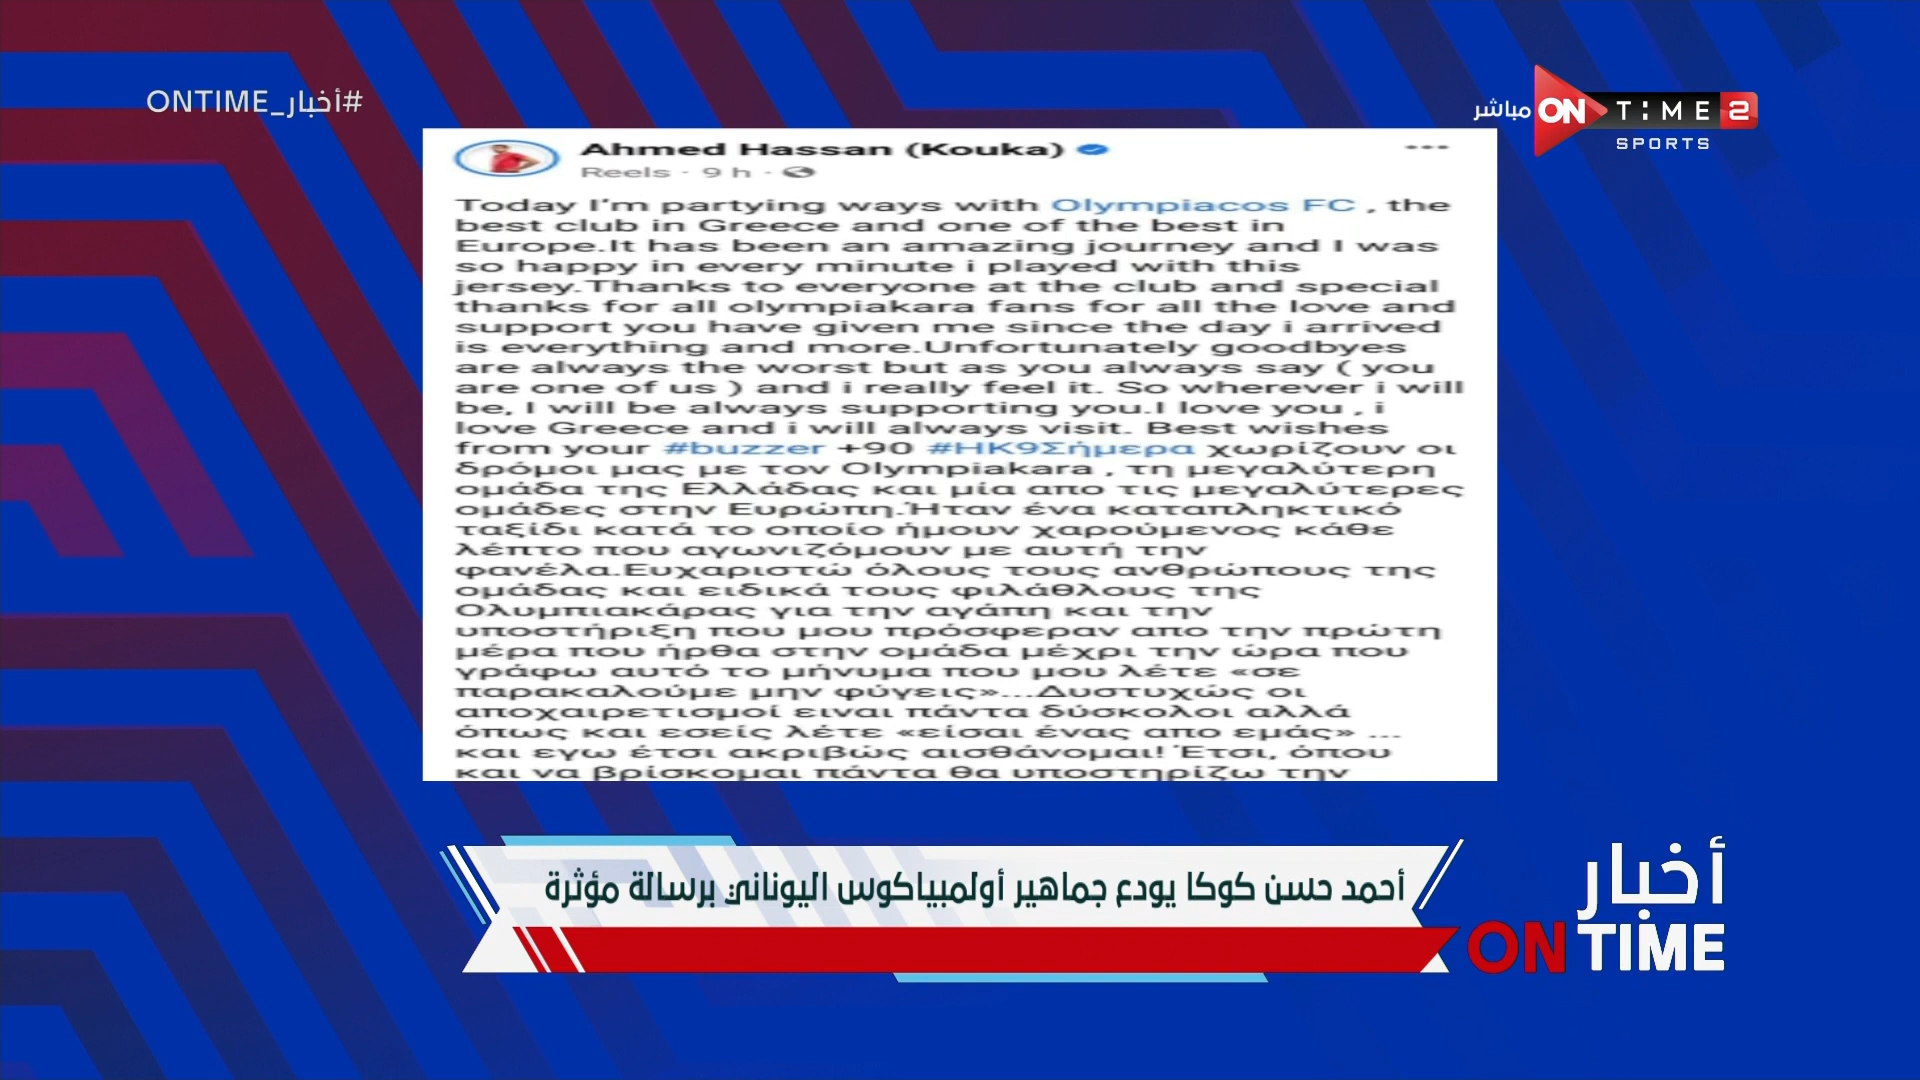 #أخبار_ONTIME
مباشر ON TIME 2
SPORTS
Ahmed Hassan (Kouka)
Reels · 9 h ·
Today I'm partying ways with Olympiacos FC , the
best club in Greece and one of the best in
Europe.It has been an amazing journey and I was
so happy in every minute i played with this
jersey.Thanks to everyone at the club and special
thanks for all olympiakara fans for all the love and
support you have given me since the day i arrived
is everything and more.Unfortunately goodbyes
are always the worst but as you always say ( you
are one of us ) and i really feel it. So wherever i will
be, I will be always supporting you.I love you , i
love Greece and i will always visit. Best wishes
from your #buzzer +90 #HK9Σήμερα χωρίζουν οι
δρόμοι μας με τον Olympiakara , τη μεγαλύτερη
ομάδα της Ελλάδας και μία απο τις μεγαλύτερες
ομάδες στην Ευρώπη.Ήταν ένα καταπληκτικό
ταξίδι κατά το οποίο ήμουν χαρούμενος κάθε
λέπτο που αγωνιζόμουν με αυτή την
φανέλα.Ευχαριστώ όλους τους ανθρώπους της
ομάδας και ειδικά τους φιλάθλους της
Ολυμπιακάρας για την αγάπη και την
υποστήριξη που μου πρόσφεραν απο την πρώτη
μέρα που ήρθα στην ομάδα μέχρι την ώρα που
γράφω αυτό το μήνυμα που μου λέτε «σε
παρακαλούμε μην φύγεις»...Δυστυχώς οι
αποχαιρετισμοί ειναι πάντα δύσκολοι αλλά
όπως και εσείς λέτε «είσαι ένας απο εμάς» ...
και εγω έτσι ακριβώς αισθάνομαι! Έτσι, όπου
και να βρίσκομαι πάντα θα υποστηρίζω την
أحمد حسن كوكا يودع جماهير أولمبياكوس اليوناني برسالة مؤثرة
أخبار
ON TIME